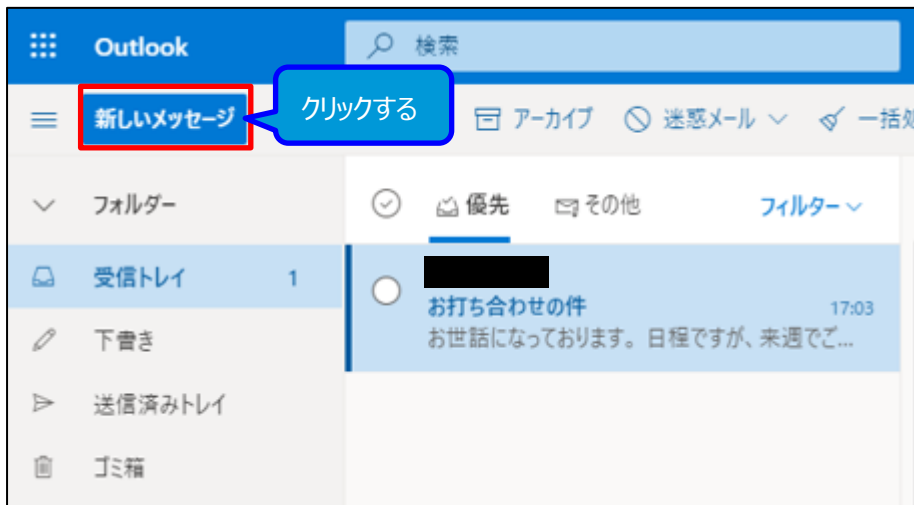 Outlook
検索
新しいメッセージ
クリックする
アーカイブ
迷惑メール
一括
フォルダー
優先
その他
フィルター
受信トレイ 1
お打ち合わせの件 17:03
お世話になっております。日程ですが、来週でご...
下書き
送信済みトレイ
ゴミ箱